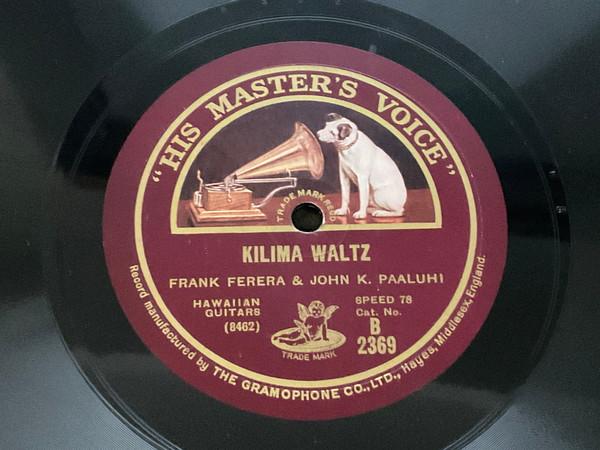 "HIS MASTER'S VOICE"
TRADE MARK REGD.
KILIMA WALTZ
FRANK FERERA & JOHN K. PAALUHI
HAWAIIAN
GUITARS
(8462)
SPEED 78
Cat. No.
B
2369
TRADE MARK
Record manufactured by THE GRAMOPHONE CO., LTD., Hayes, Middlesex, England.